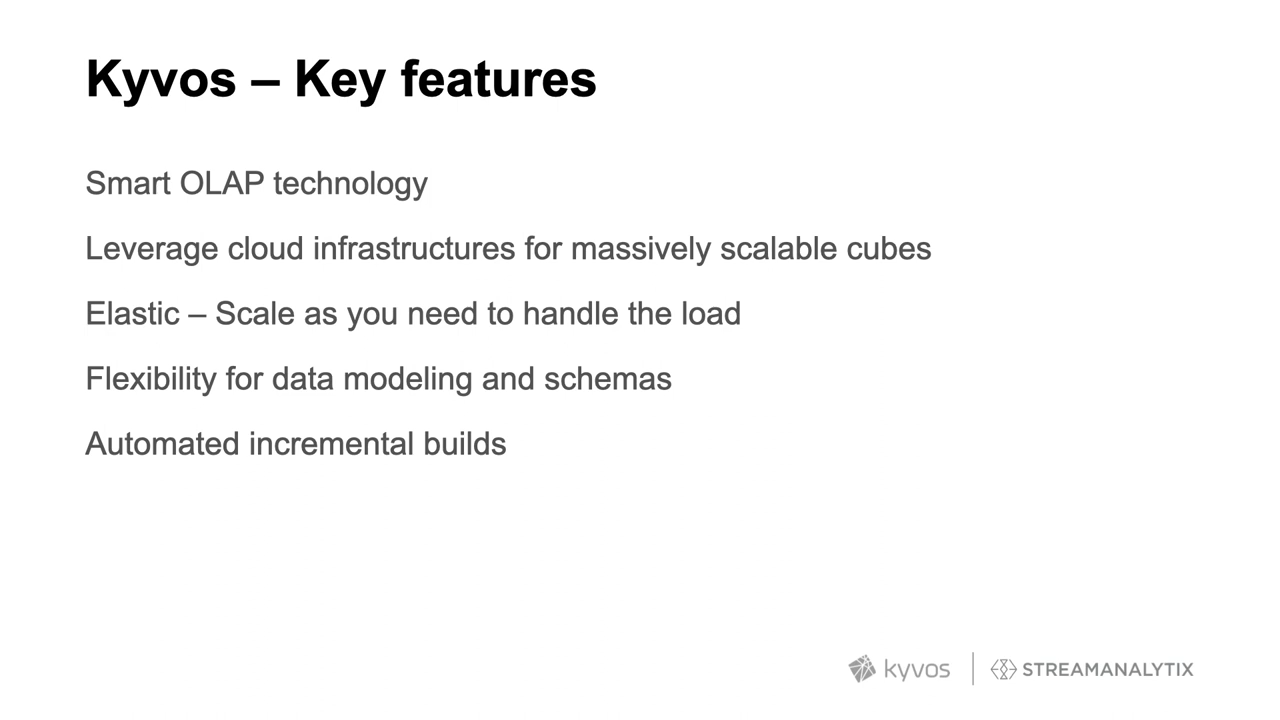 Kyvos – Key features
Smart OLAP technology
Leverage cloud infrastructures for massively scalable cubes
Elastic – Scale as you need to handle the load
Flexibility for data modeling and schemas
Automated incremental builds
kyvos | STREAMANALYTIX